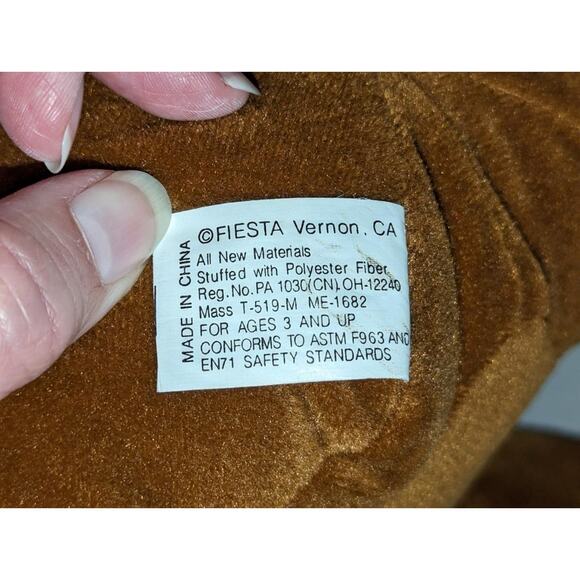 ©FIESTA Vernon, CA
All New Materials
Stuffed with Polyester Fiber
Reg.No.PA 1030(CN).OH-12240
Mass T-519-M ME-1682
FOR AGES 3 AND UP
CONFORMS TO ASTM F963 AND
EN71 SAFETY STANDARDS
MADE IN CHINA